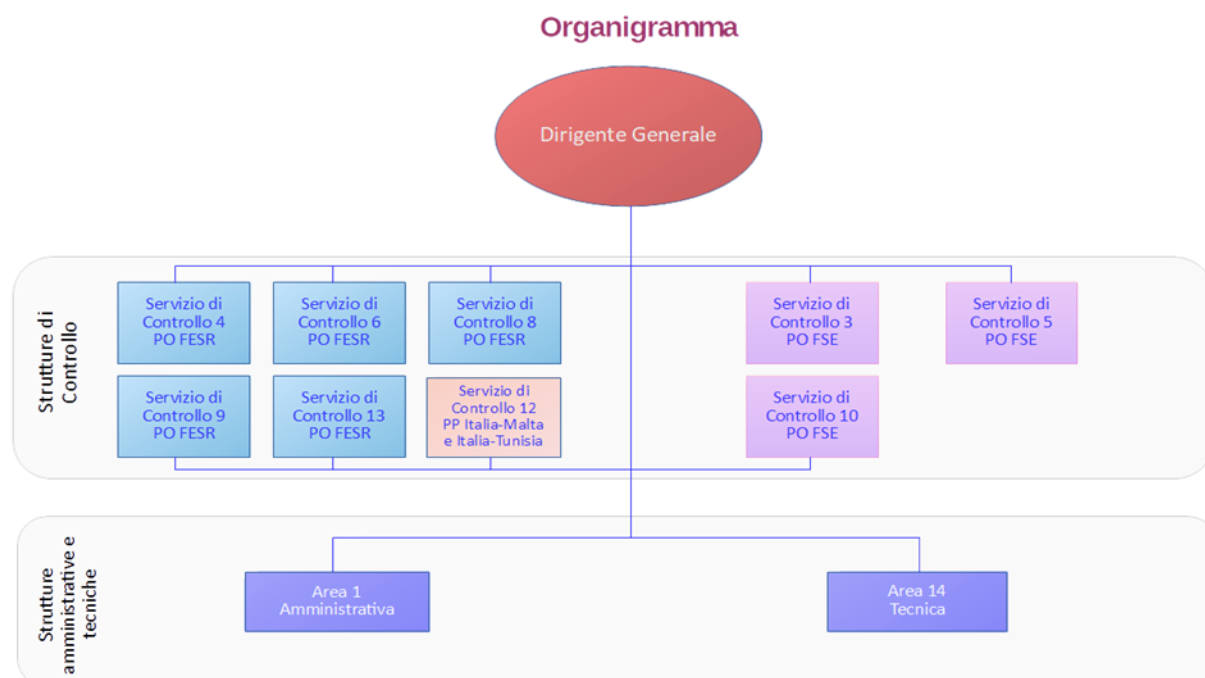 Organigramma
Dirigente Generale
Strutture di
Controllo
Servizio di
Controllo 4
PO FESR
Servizio di
Controllo 6
PO FESR
Servizio di
Controllo 8
PO FESR
Servizio di
Controllo 3
PO FSE
Servizio di
Controllo 5
PO FSE
Servizio di
Controllo 9
PO FESR
Servizio di
Controllo 13
PO FESR
Servizio di
Controllo 12
PP Italia-Malta
e Italia-Tunisia
Servizio di
Controllo 10
PO FSE
Strutture
amministrative e
tecniche
Area 1
Amministrativa
Area 14
Tecnica